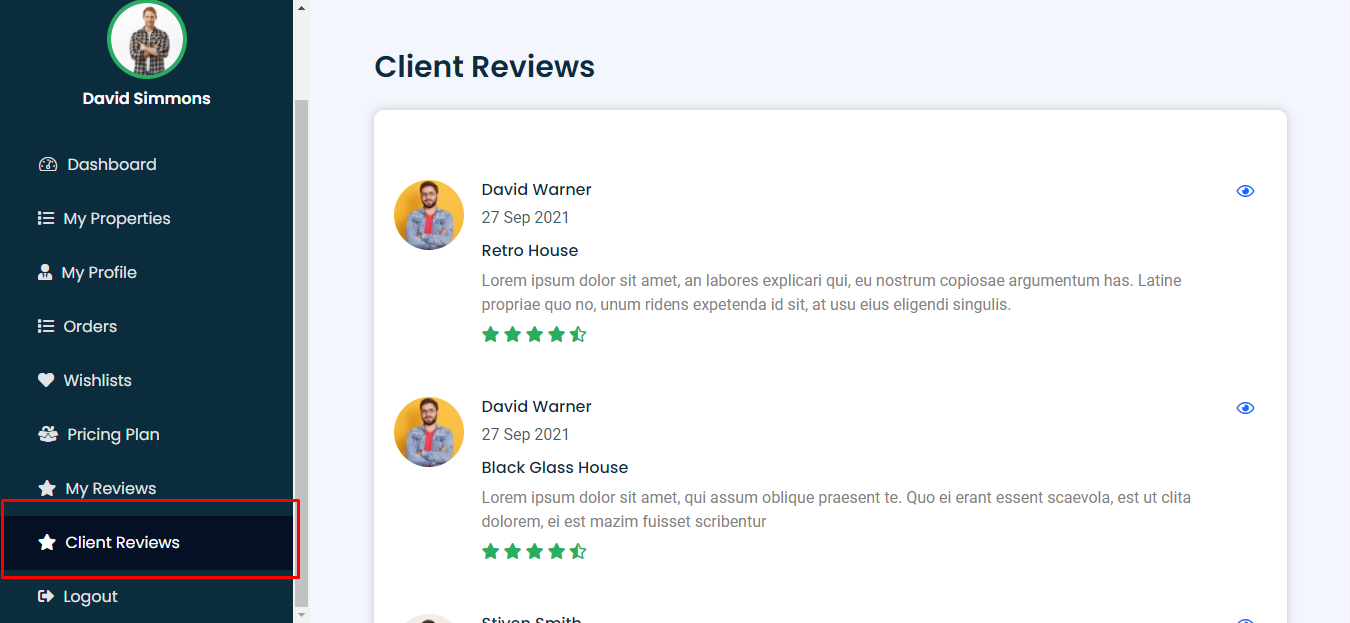 David Simmons
Dashboard
My Properties
My Profile
Orders
Wishlists
Pricing Plan
My Reviews
Client Reviews
Logout
Client Reviews
David Warner
27 Sep 2021
Retro House
Lorem ipsum dolor sit amet, an labores explicari qui, eu nostrum copiosae argumentum has. Latine
propriae quo no, unum ridens expetenda id sit, at usu eius eligendi singulis.
David Warner
27 Sep 2021
Black Glass House
Lorem ipsum dolor sit amet, qui assum oblique praesent te. Quo ei erant essent scaevola, est ut clita
dolorem, ei est mazim fuisset scribentur
Stiven Smith